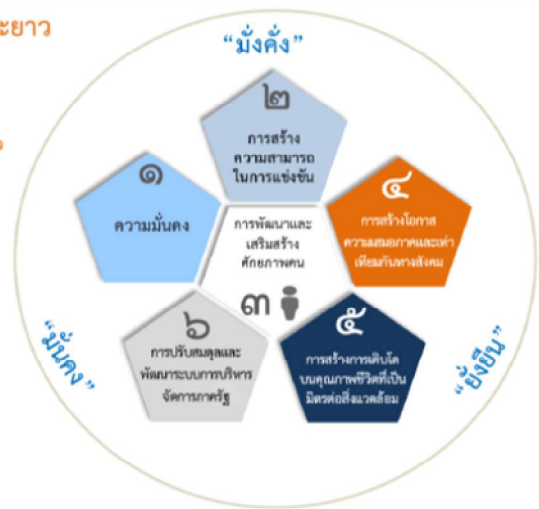 ะยาว
“มั่งคั่ง”
๒
การสร้าง
ความสามารถ
ในการแข่งขัน
๑
ความมั่นคง
๔
การสร้างโอกาส
ความเสมอภาคและเท่า
เทียมกันทางสังคม
การพัฒนาและ
เสริมสร้าง
ศักยภาพคน
๓
๖
การปรับสมดุลและ
พัฒนาระบบการบริหาร
จัดการภาครัฐ
๕
การสร้างการเติบโต
บนคุณภาพชีวิตที่เป็น
มิตรต่อสิ่งแวดล้อม
“มั่นคง”
“ยั่งยืน”